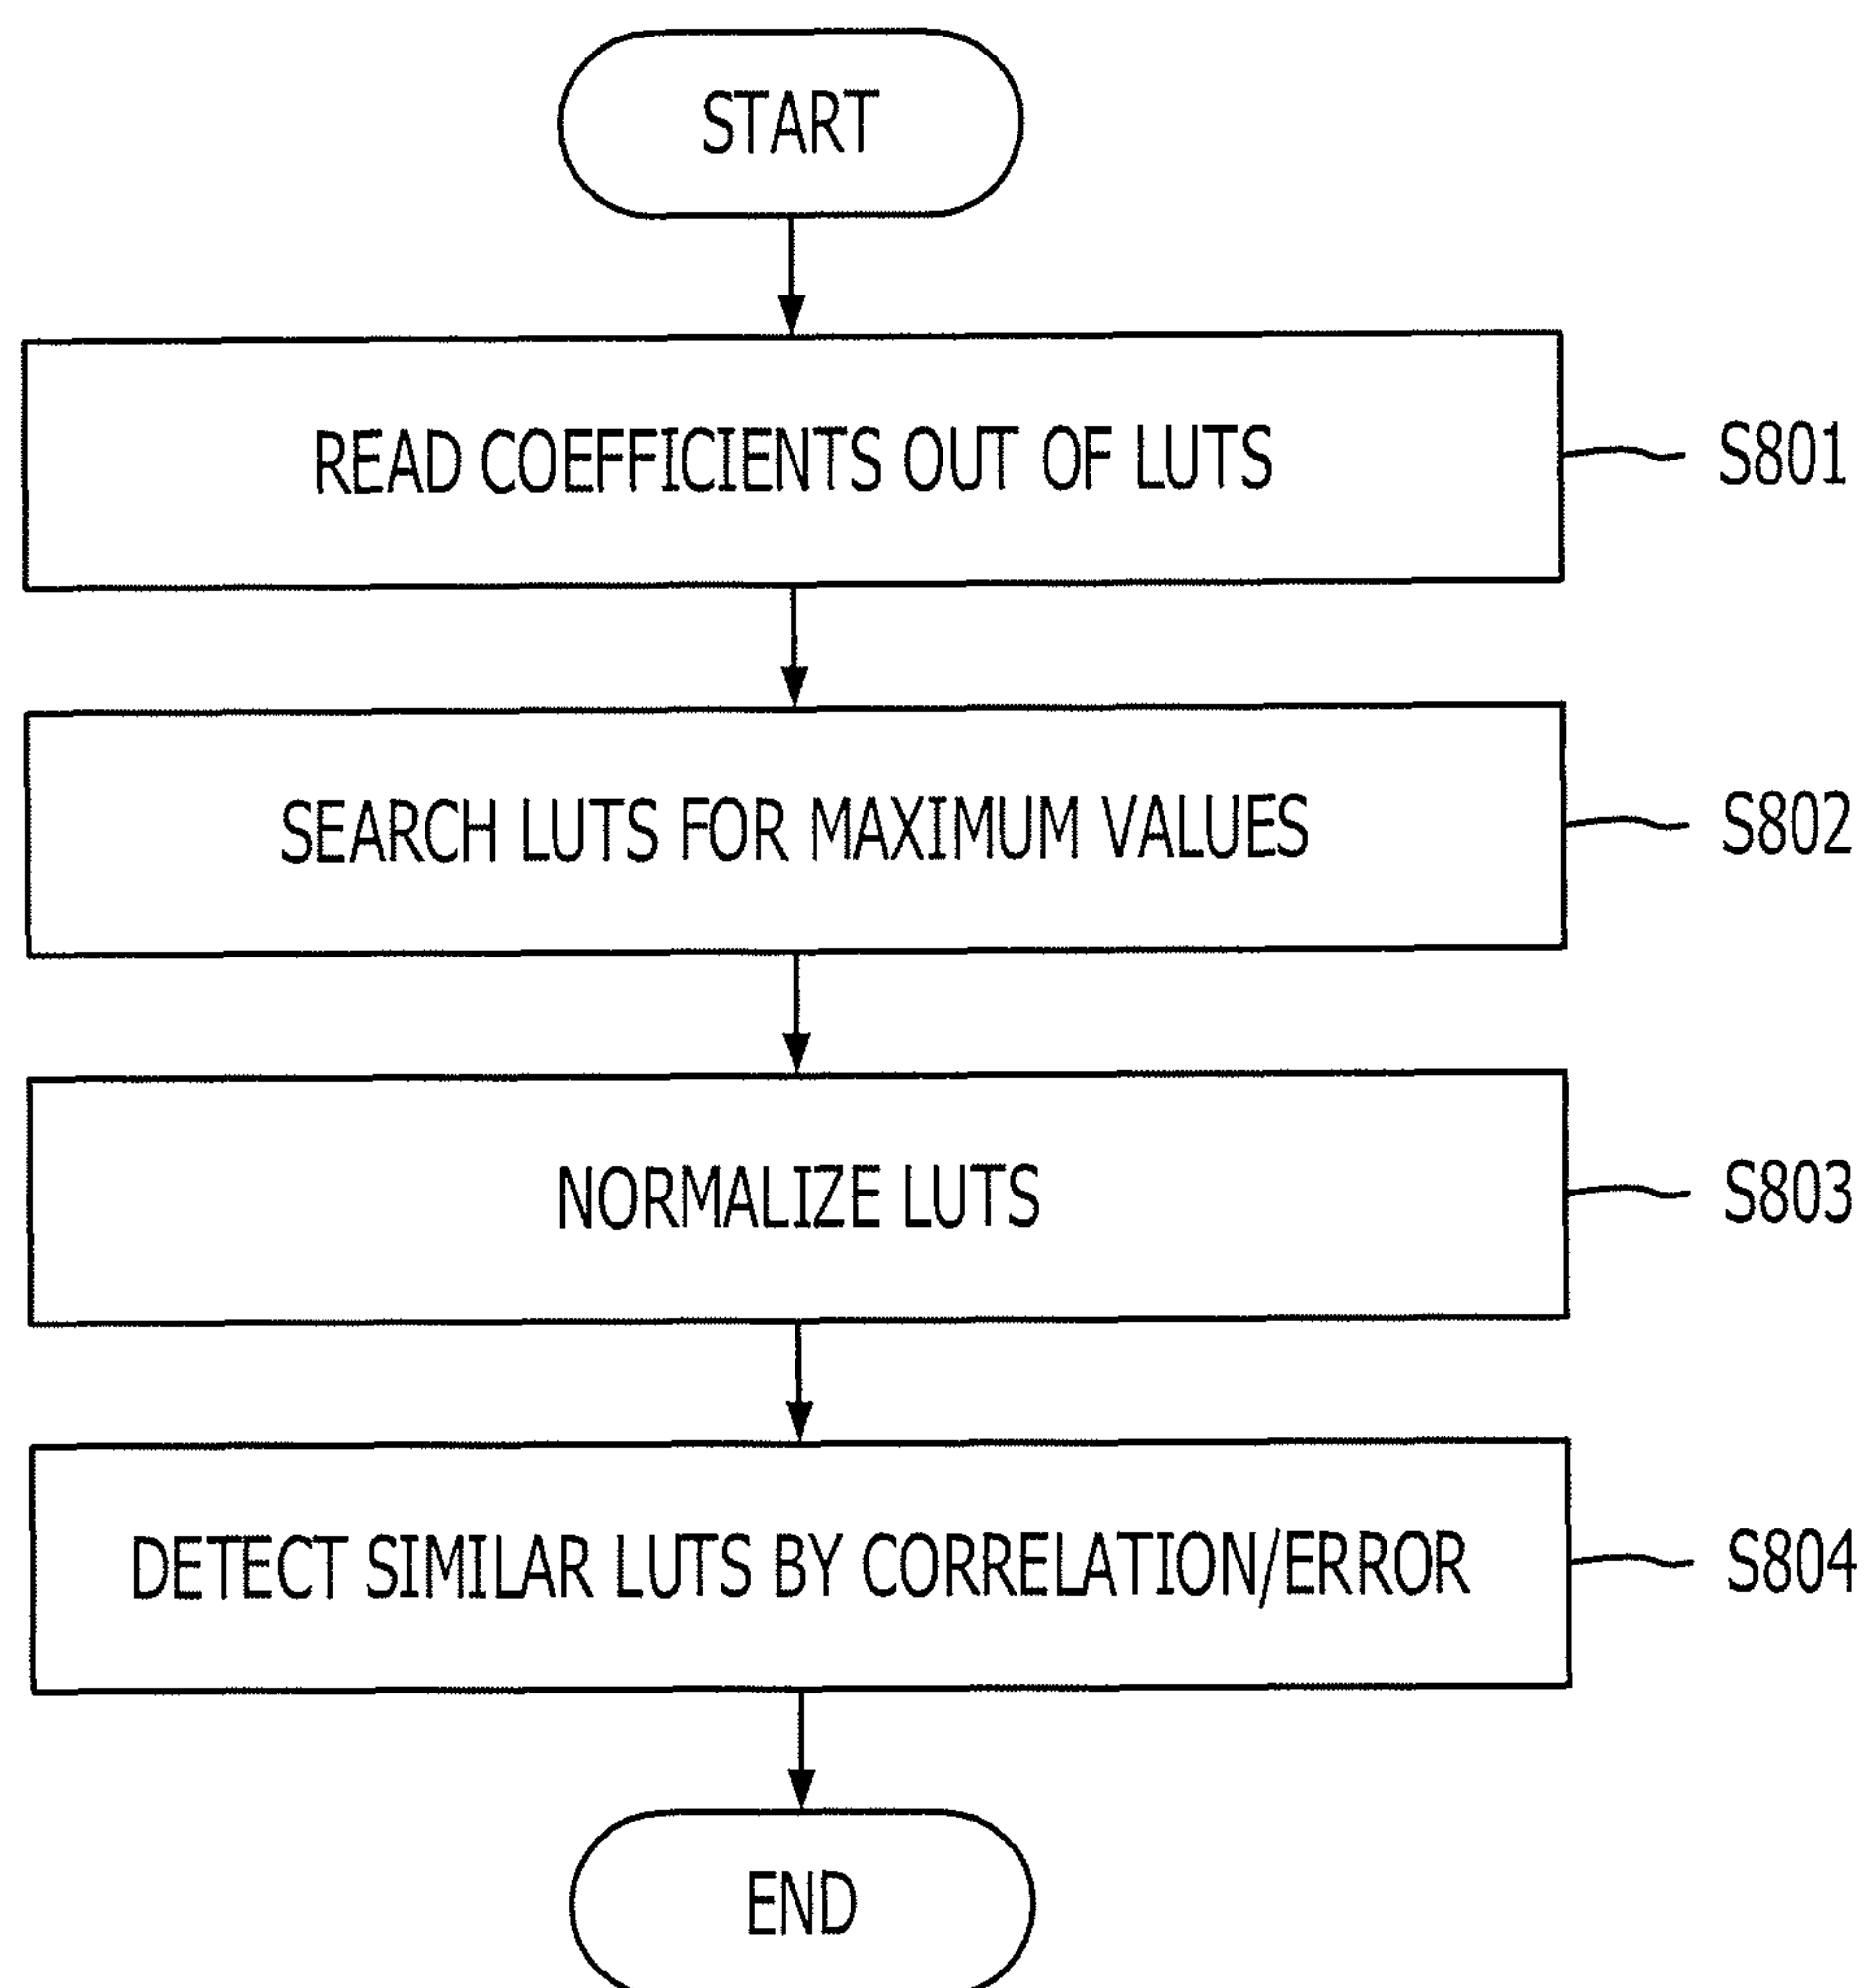 START
READ COEFFICIENTS OUT OF LUTS
S801
SEARCH LUTS FOR MAXIMUM VALUES
S802
NORMALIZE LUTS
S803
DETECT SIMILAR LUTS BY CORRELATION/ERROR
S804
END